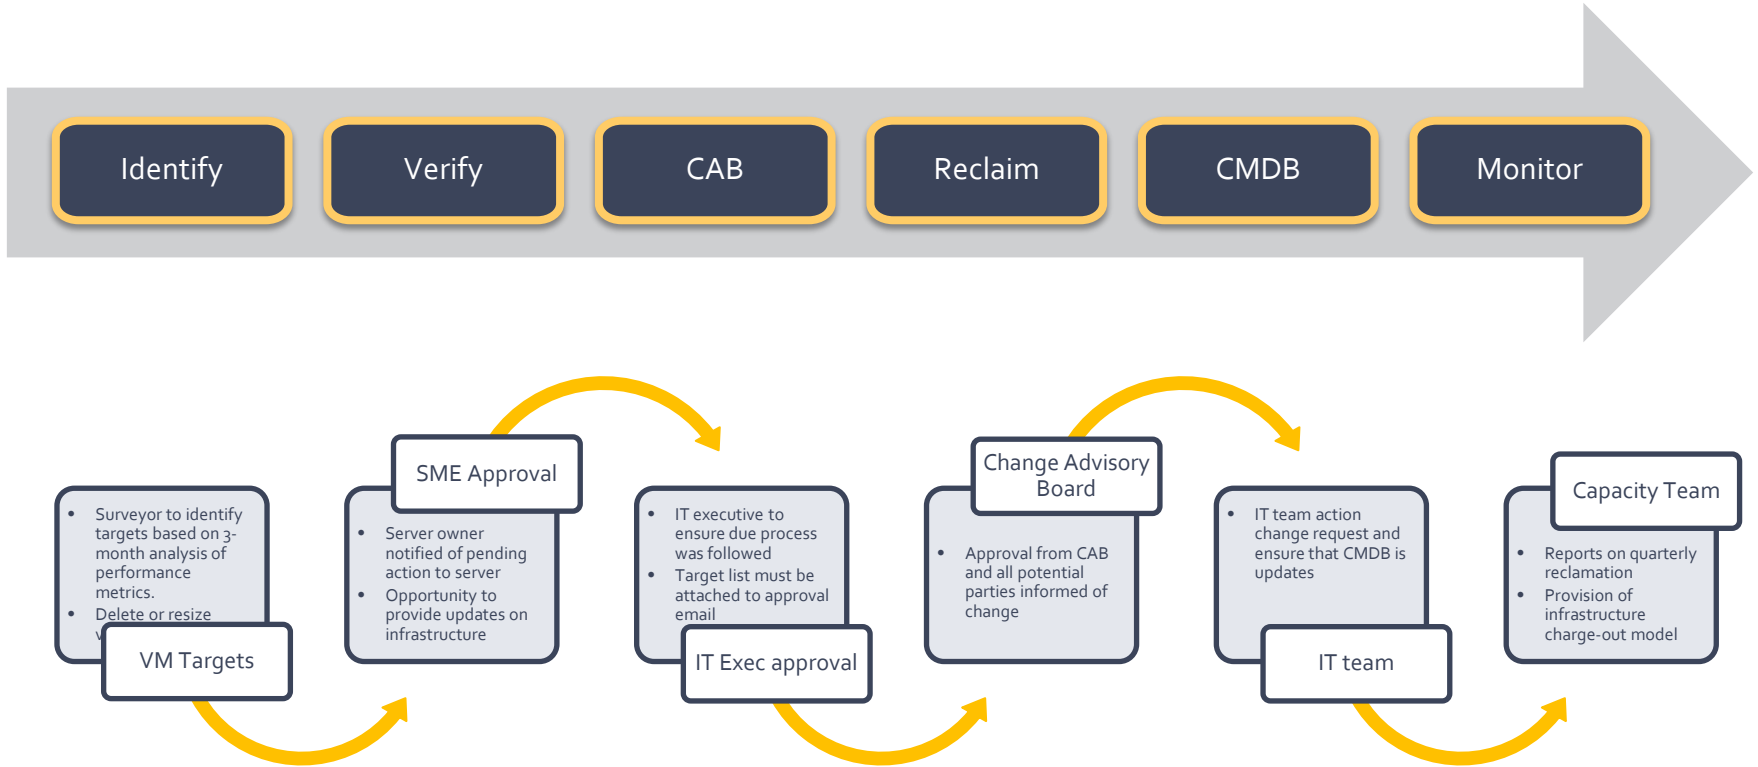 Identify
Verify
CAB
Reclaim
CMDB
Monitor
• Surveyor to identify
targets based on 3-
month analysis of
performance
metrics.
• Delete or resize
VM Targets
SME Approval
• Server owner
notified of pending
action to server
• Opportunity to
provide updates on
infrastructure
• IT executive to
ensure due process
was followed
• Target list must be
attached to approval
email
IT Exec approval
Change Advisory
Board
• Approval from CAB
and all potential
parties informed of
change
• IT team action
change request and
ensure that CMDB is
updates
IT team
Capacity Team
• Reports on quarterly
reclamation
• Provision of
infrastructure
charge-out model